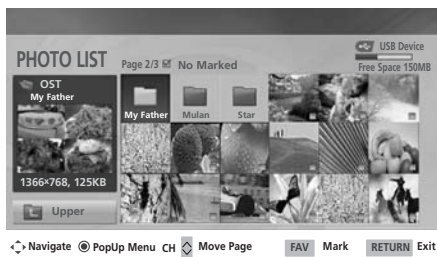 PHOTO LIST
Page 2/3 No Marked
USB Device
Free Space 150MB
OST
My Father
1366×768, 125KB
Upper
My Father
Mulan
Star
Navigate PopUp Menu CH Move Page FAV Mark RETURN Exit